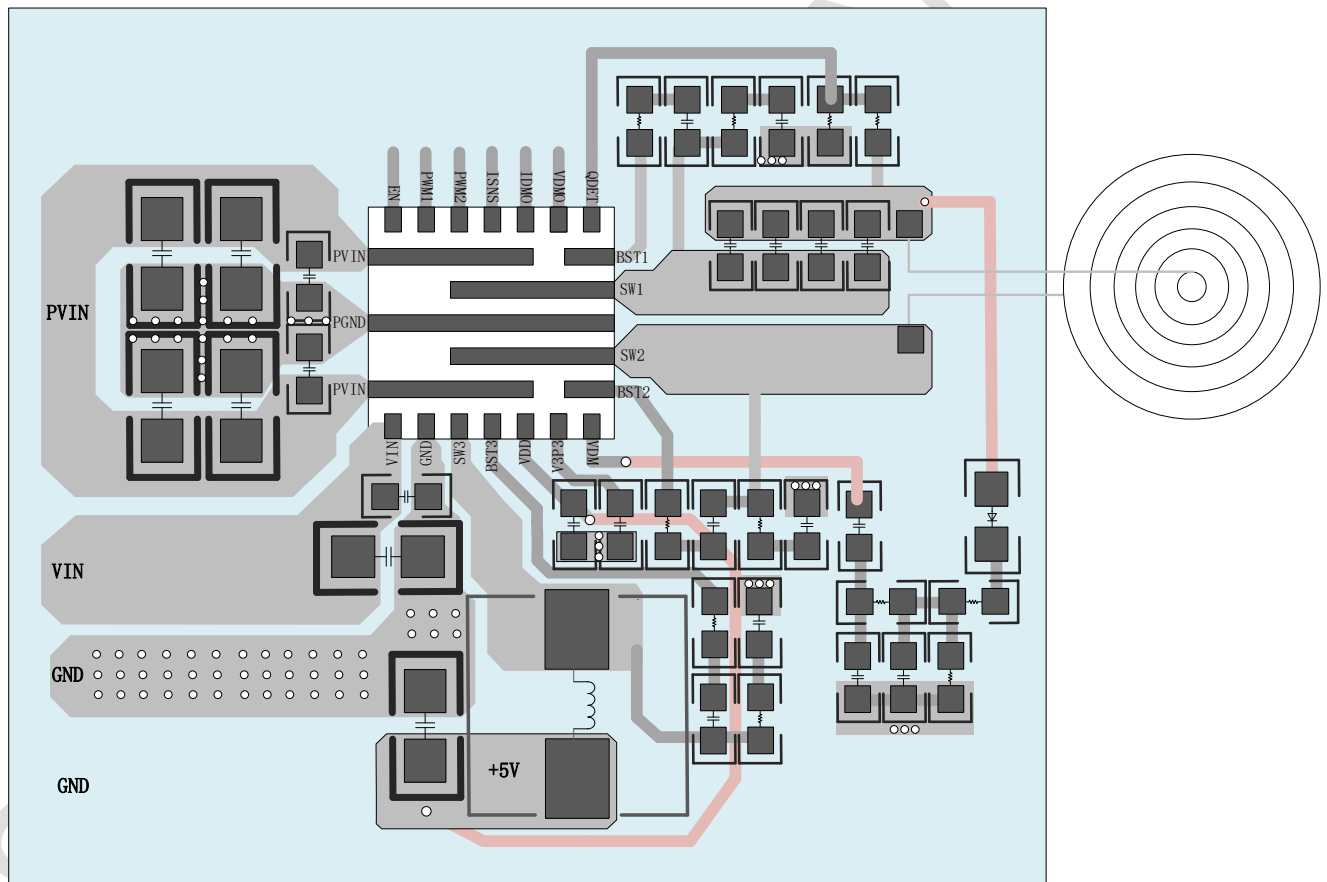 EN
PWM1
PWM2
ISNS
IDMO
VDMO
QDET
PVIN
BST1
SW1
PVIN
PGND
SW2
PVIN
BST2
VIN
GND
SW3
BST3
VDD
V3P3
VDM
VIN
GND
+5V
GND